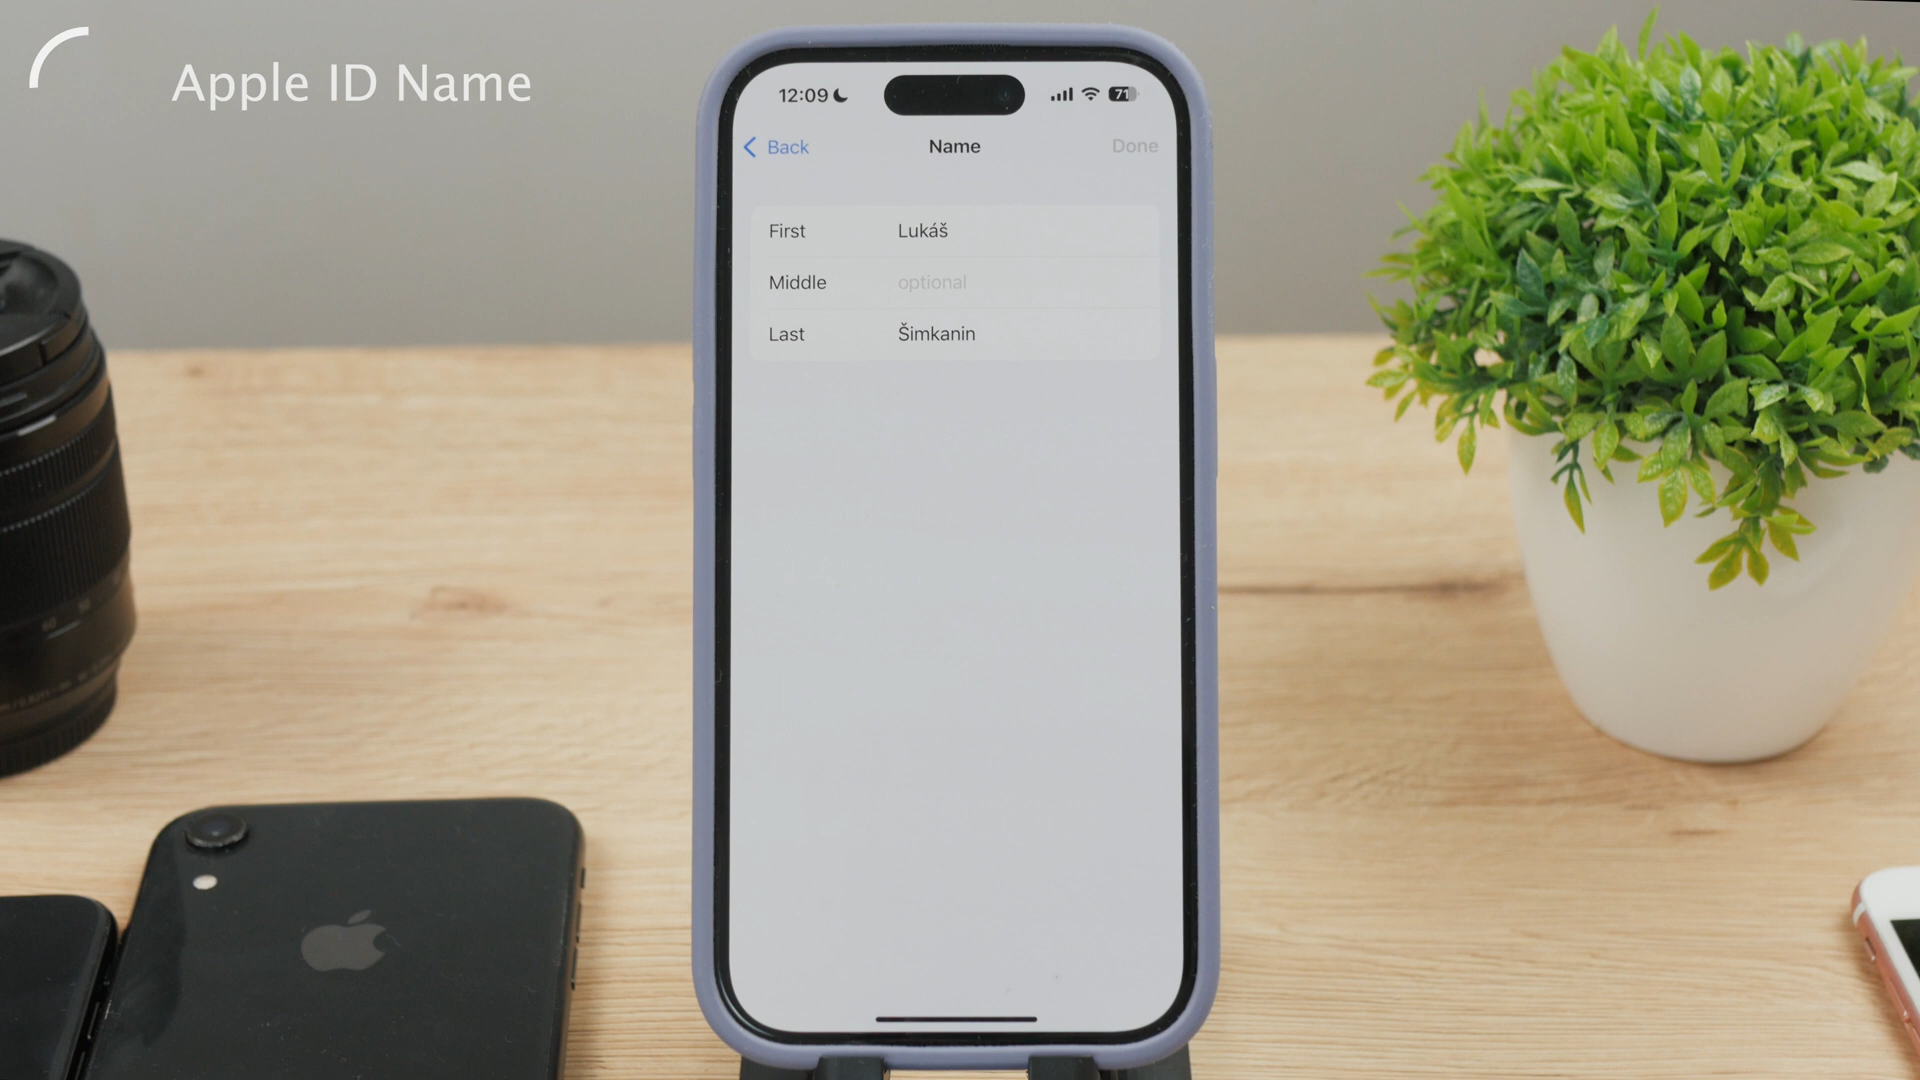 Apple ID Name
12:09
71
Back
Name
Done
First
Lukáš
Middle
optional
Last
Šimkanin